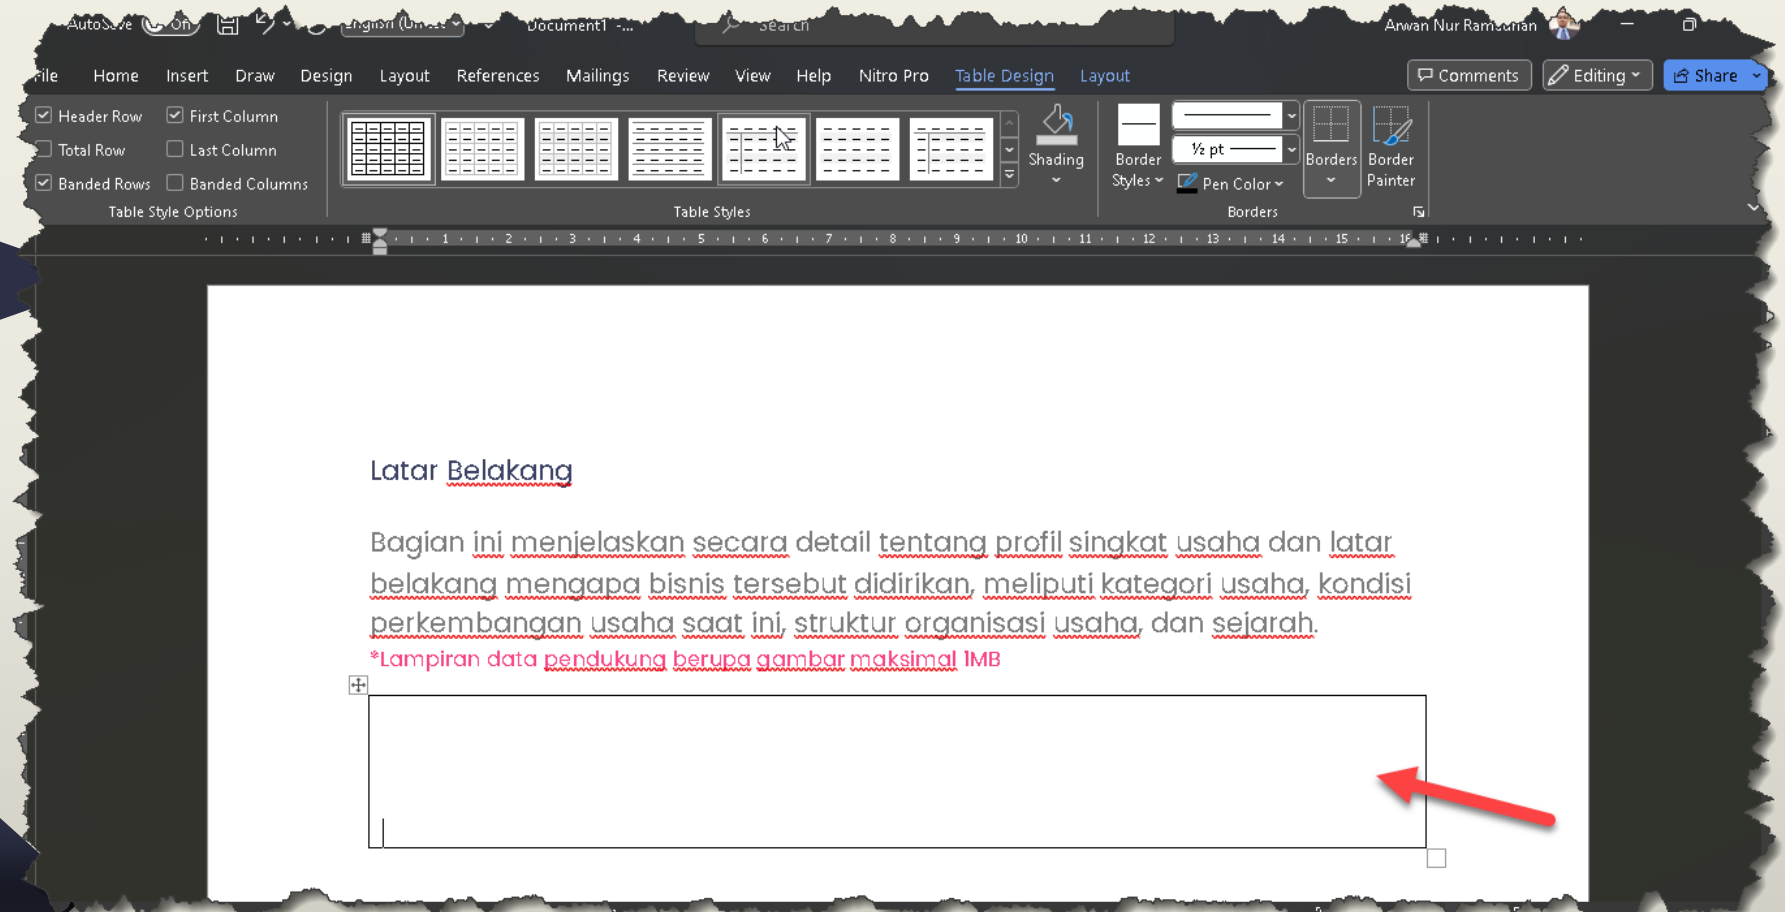 AutoSave On
English (Un
Document1 -...
Search
Arwan Nur Ramadhan
File Home Insert Draw Design Layout References Mailings Review View Help Nitro Pro Table Design Layout Comments Editing Share
Header Row First Column
Total Row Last Column
Banded Rows Banded Columns
Table Style Options
Table Styles
Shading
Border Styles
½ pt
Pen Color
Borders
Border Painter
Borders
1 2 3 4 5 6 7 8 9 10 11 12 13 14 15 16
Latar Belakang
Bagian ini menjelaskan secara detail tentang profil singkat usaha dan latar
belakang mengapa bisnis tersebut didirikan, meliputi kategori usaha, kondisi
perkembangan usaha saat ini, struktur organisasi usaha, dan sejarah.
*Lampiran data pendukung berupa gambar maksimal 1MB